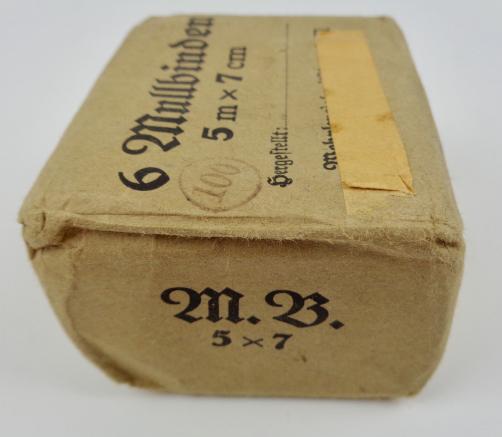 6 Mullbinden
5 m × 7 cm
100
Hergestellt:
M. B.
5 × 7